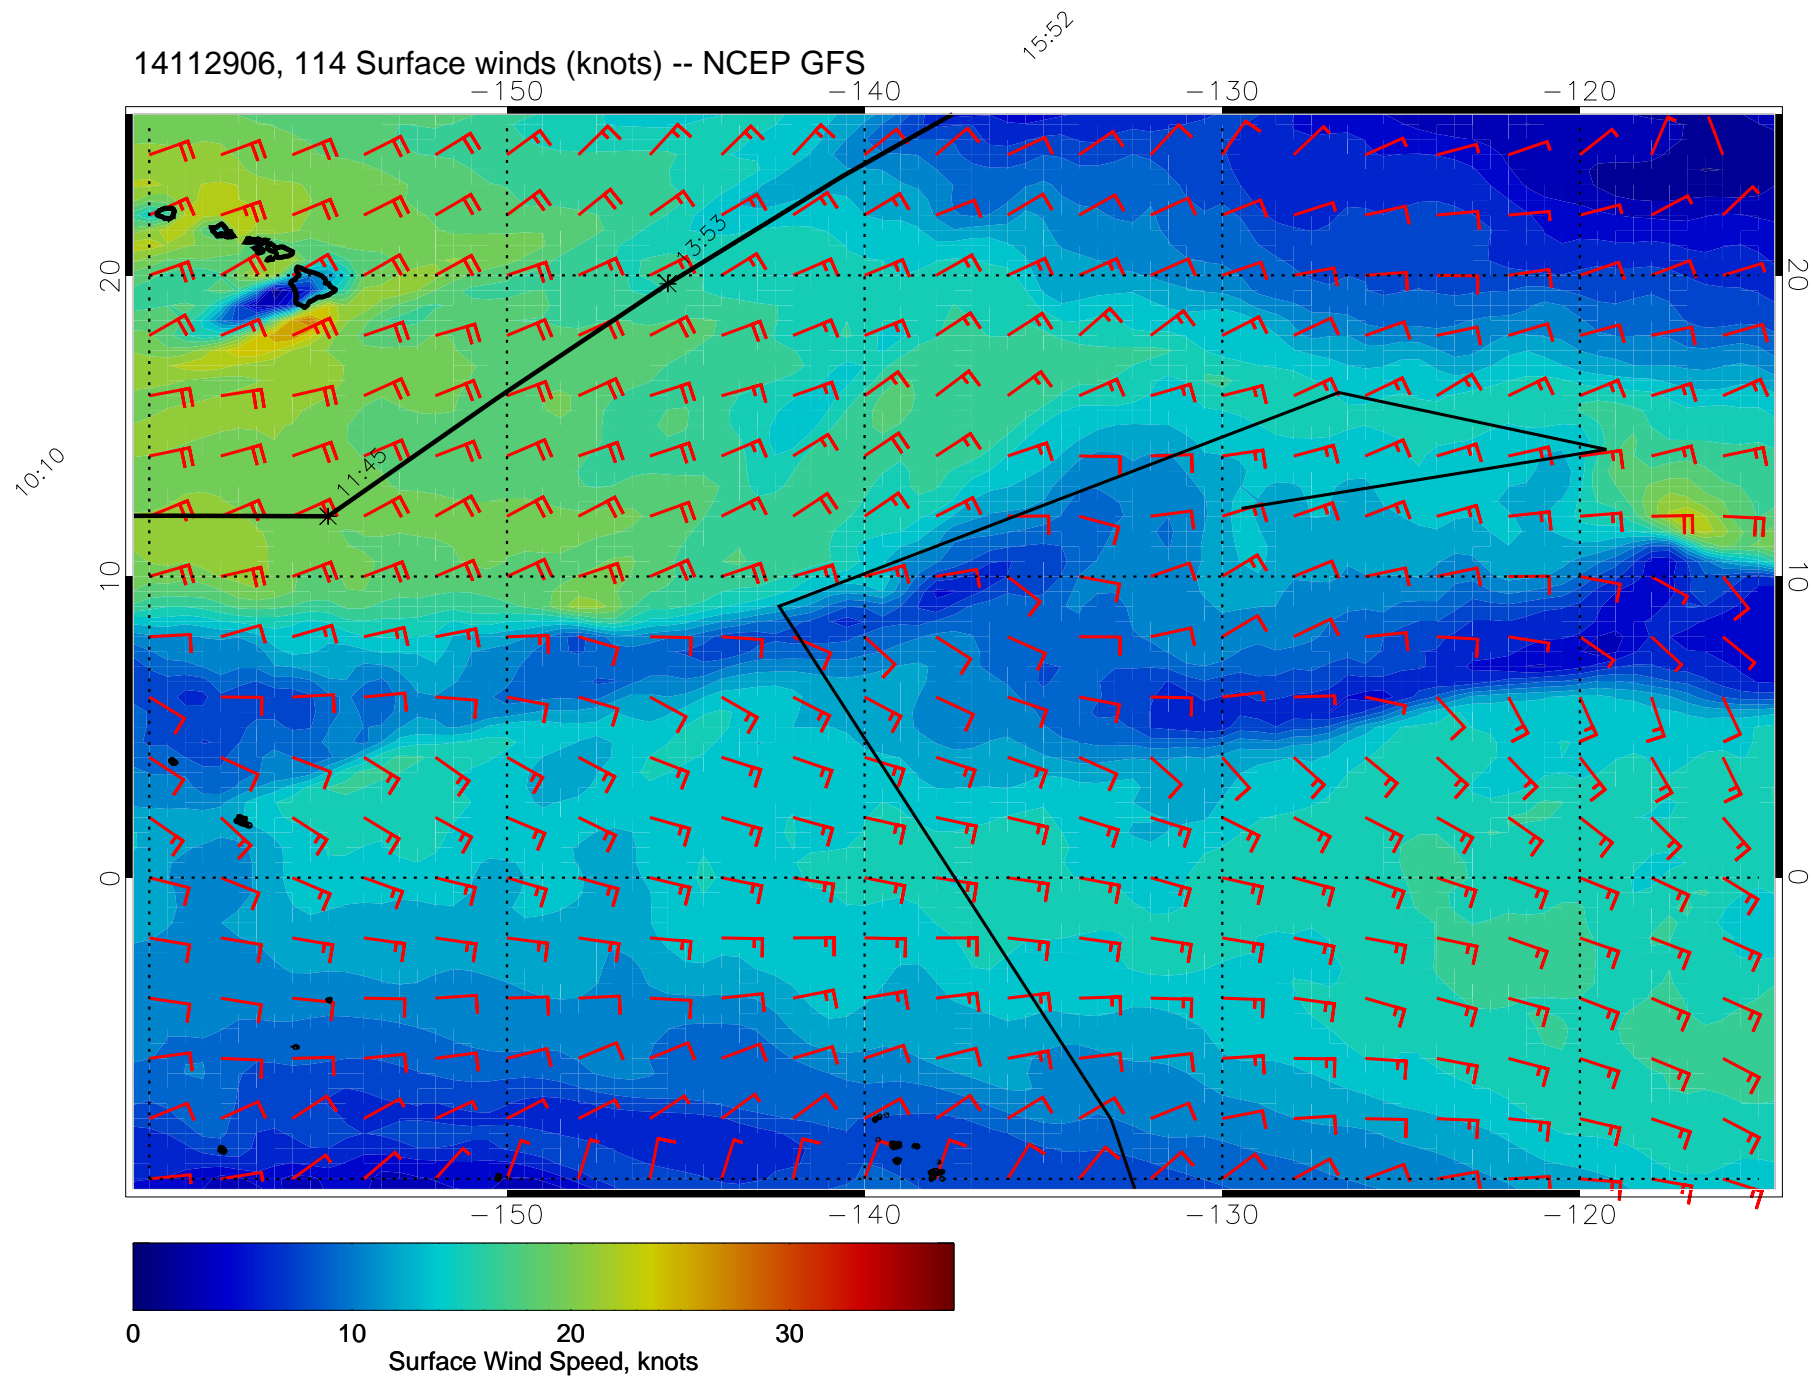 15:52
14112906, 114 Surface winds (knots) -- NCEP GFS
-150 -140 -130 -120
13:53
20 20
11:45
10:10
10 10
0 0
-150 -140 -130 -120
0 10 20 30
Surface Wind Speed, knots